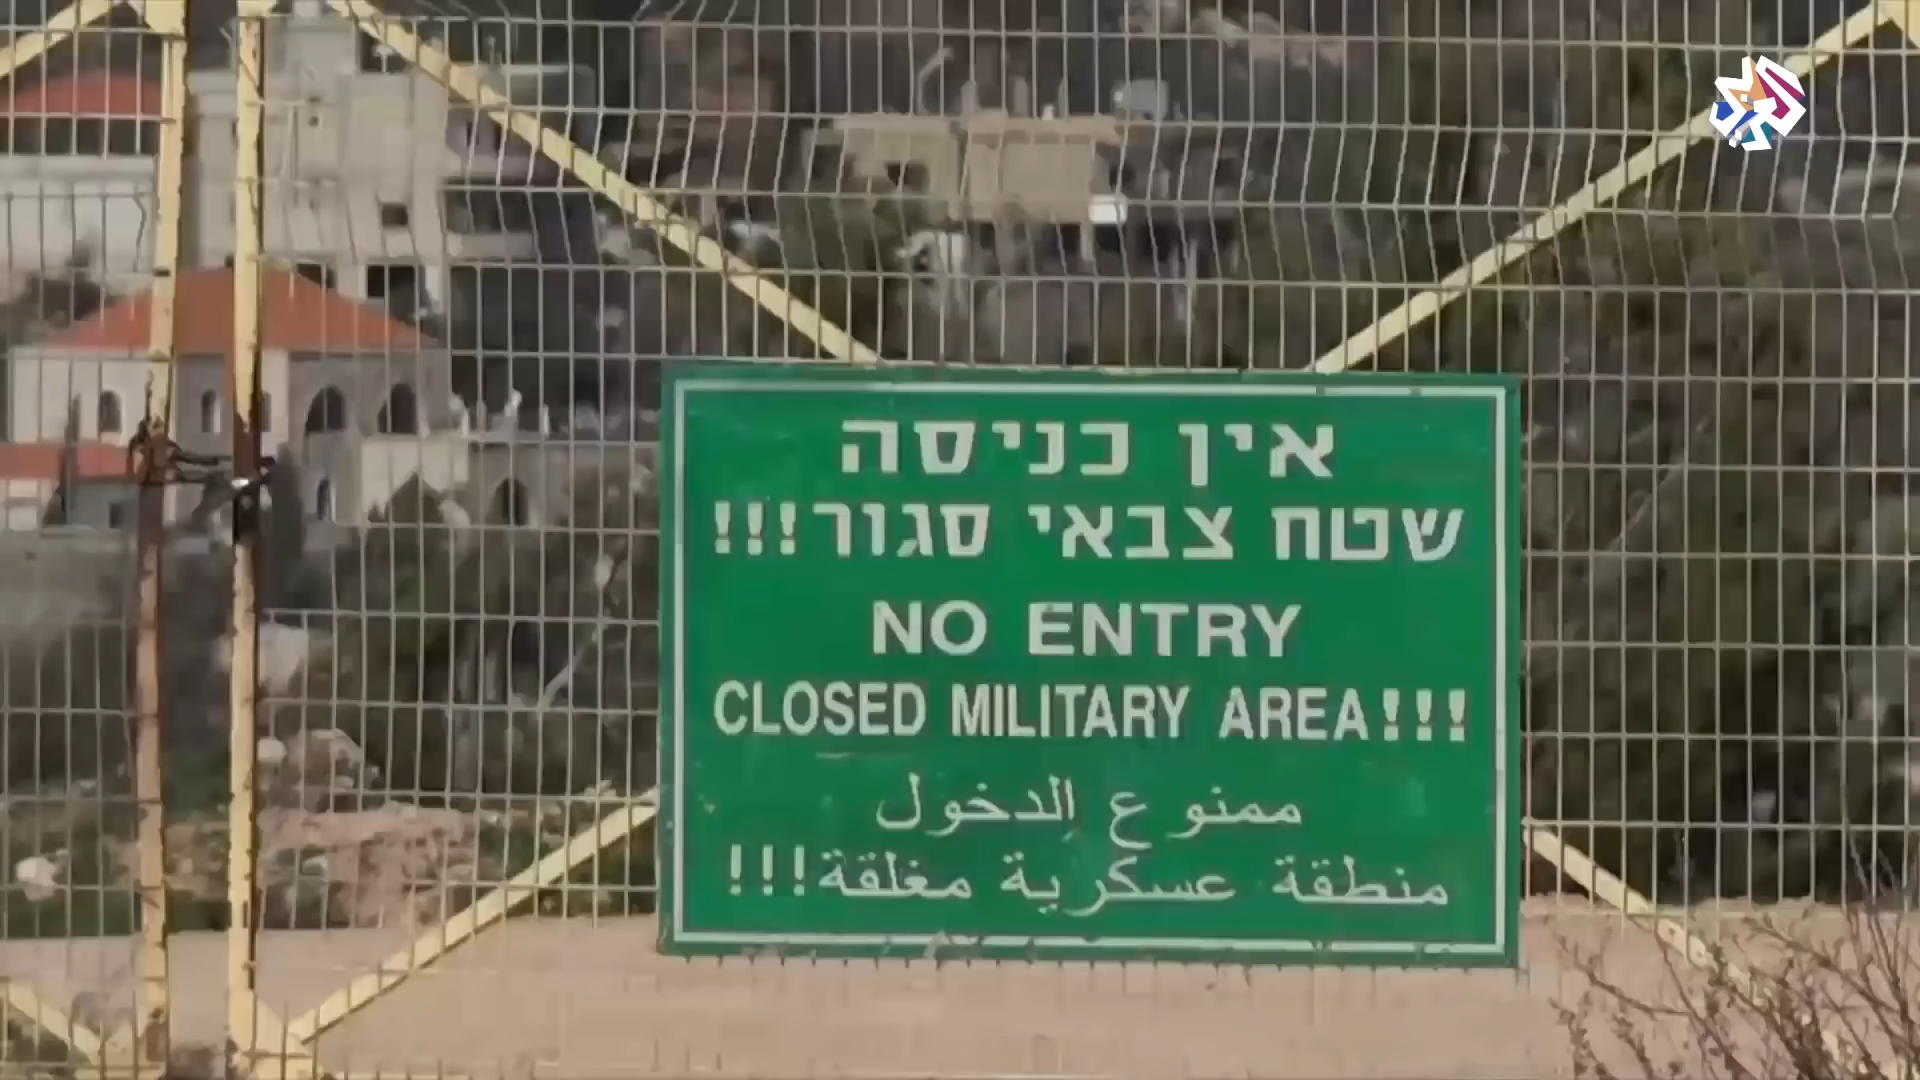 אין כניסה
שטח צבאי סגור!!!
NO ENTRY
CLOSED MILITARY AREA!!!
ممنوع الدخول
منطقة عسكرية مغلقة!!!